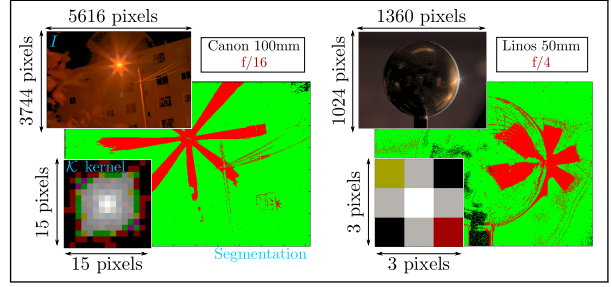 5616 pixels
3744 pixels
I
Canon 100mm
f/16
K kernel
15 pixels
15 pixels
Segmentation
1360 pixels
1024 pixels
Linos 50mm
f/4
3 pixels
3 pixels